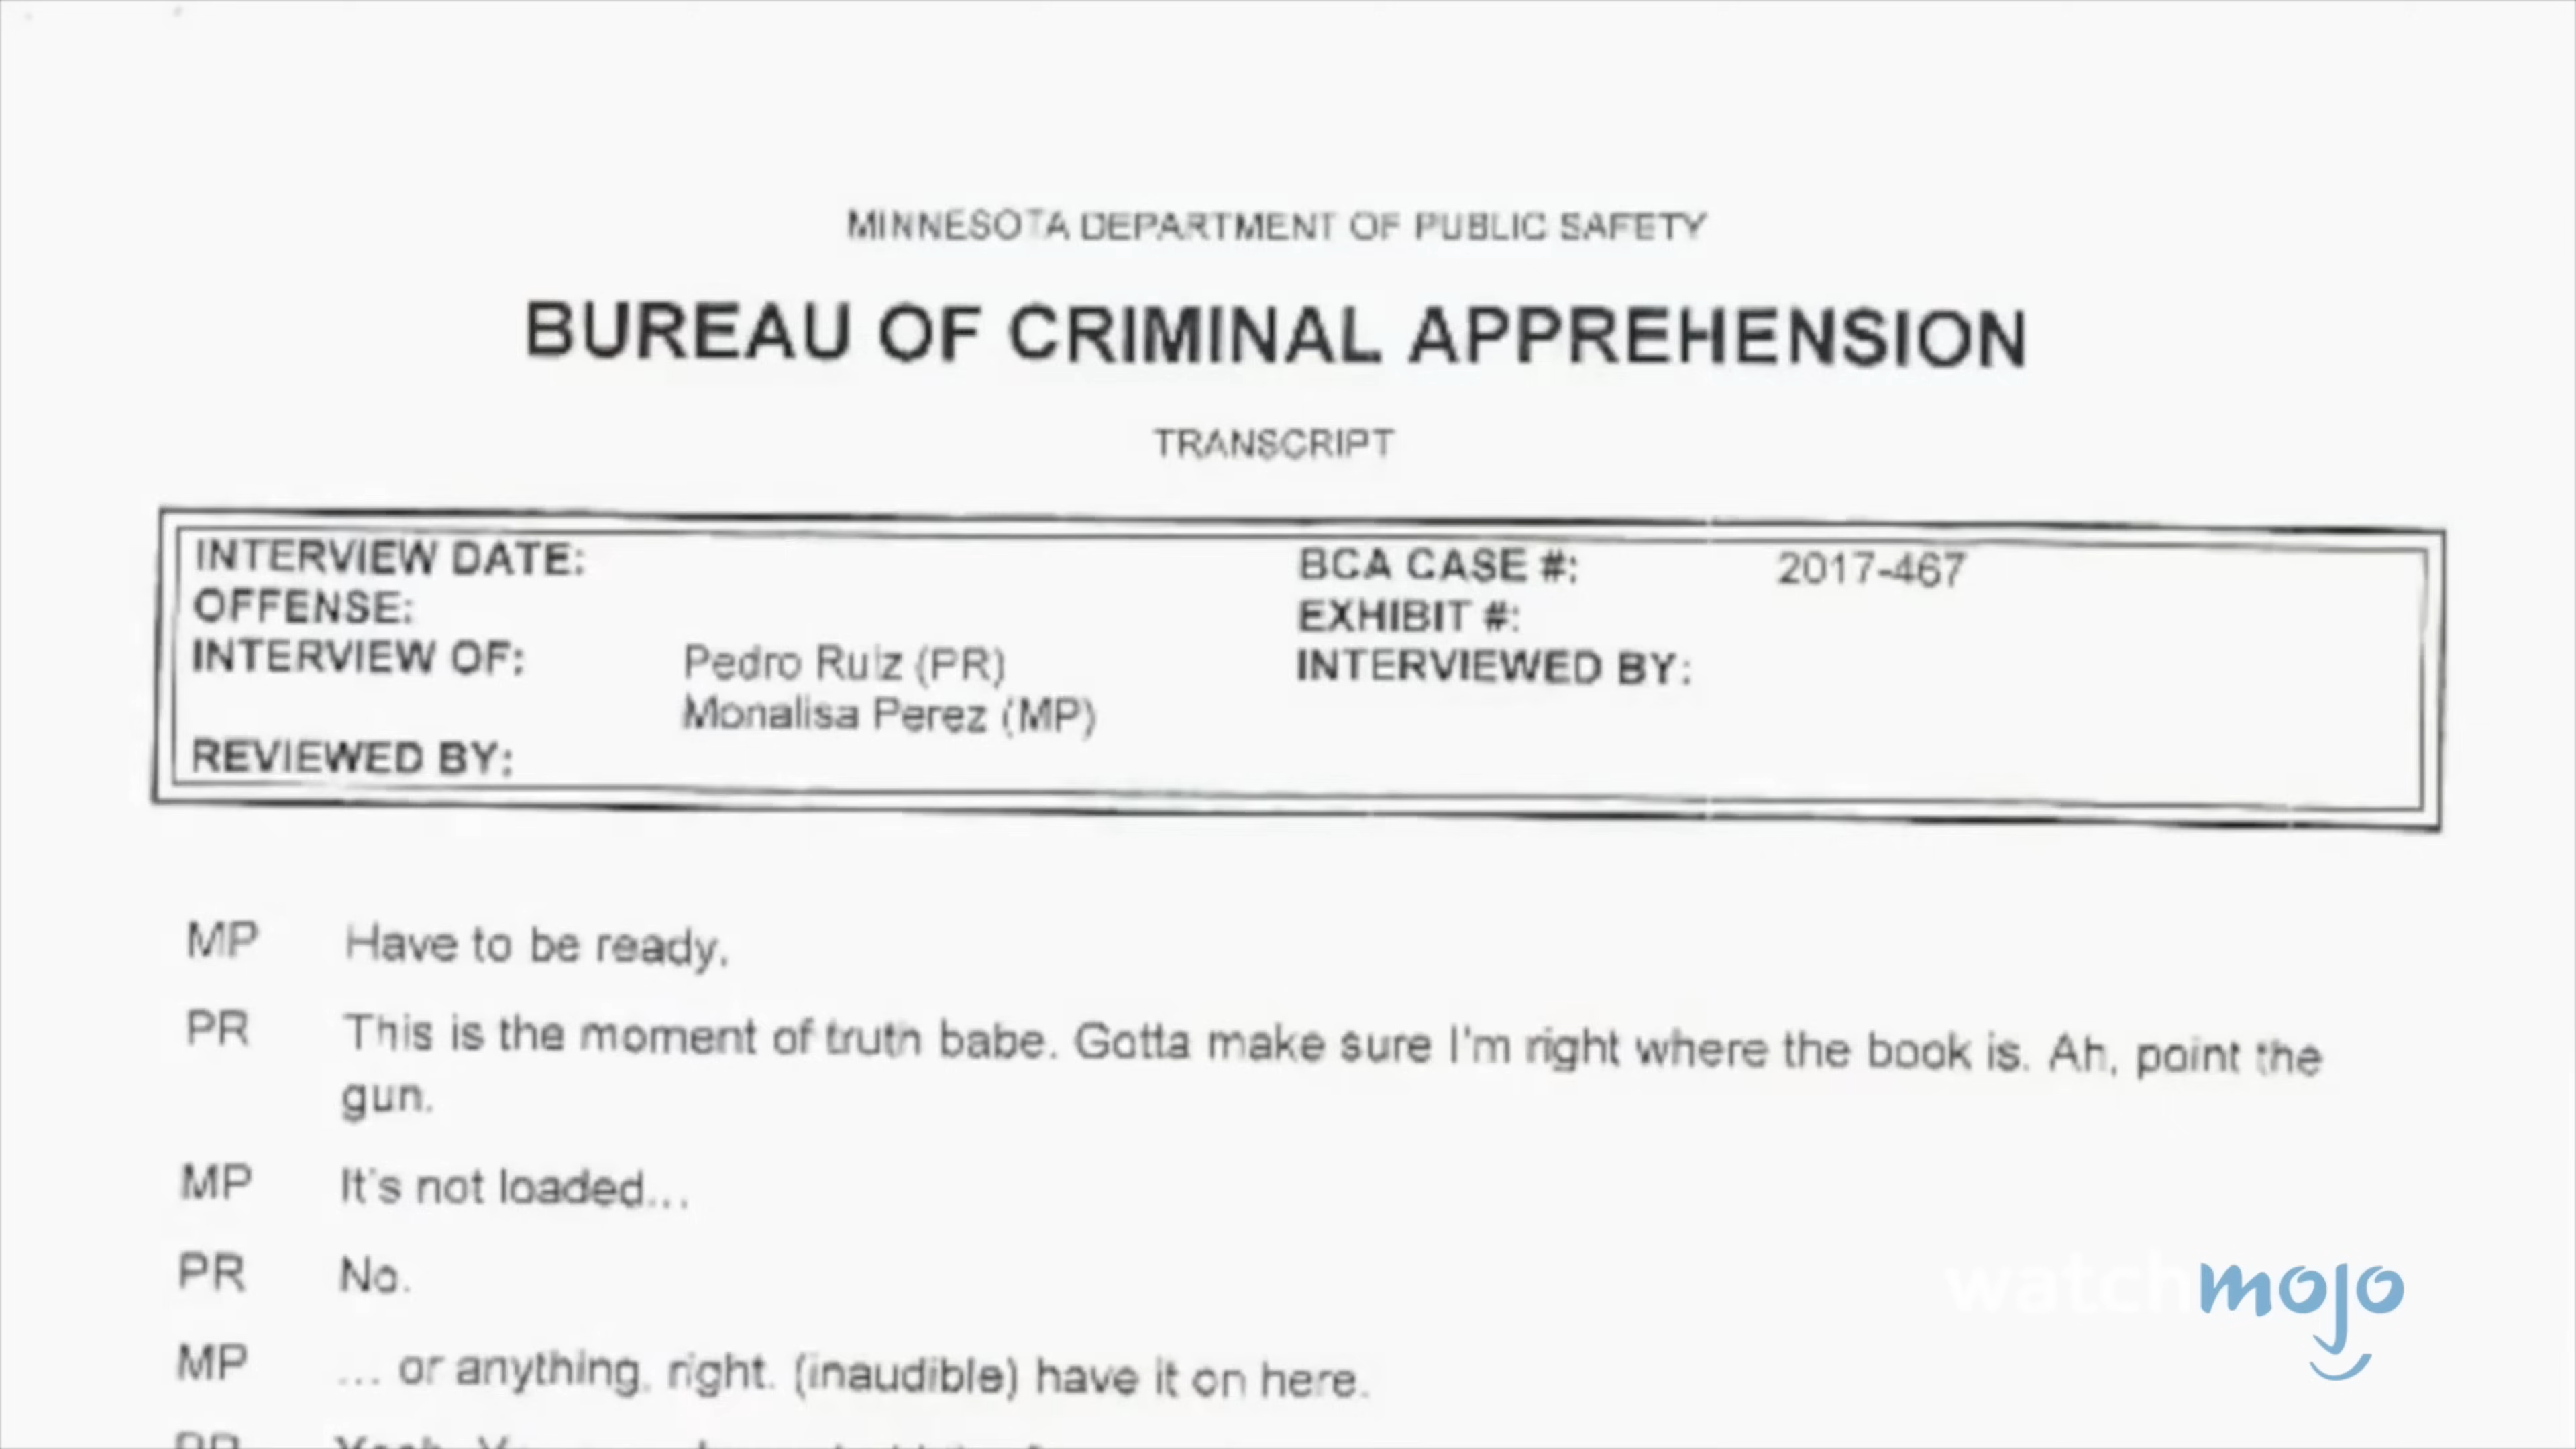 MINNESOTA DEPARTMENT OF PUBLIC SAFETY
BUREAU OF CRIMINAL APPREHENSION
TRANSCRIPT
INTERVIEW DATE: BCA CASE #: 2017-467
OFFENSE: EXHIBIT #:
INTERVIEW OF: Pedro Ruiz (PR) INTERVIEWED BY:
Monalisa Perez (MP)
REVIEWED BY:
MP Have to be ready.
PR This is the moment of truth babe. Gotta make sure I'm right where the book is. Ah, point the
gun.
MP It's not loaded...
PR No.
MP ... or anything, right. (inaudible) have it on here.
PR Yeah.
watchmojo